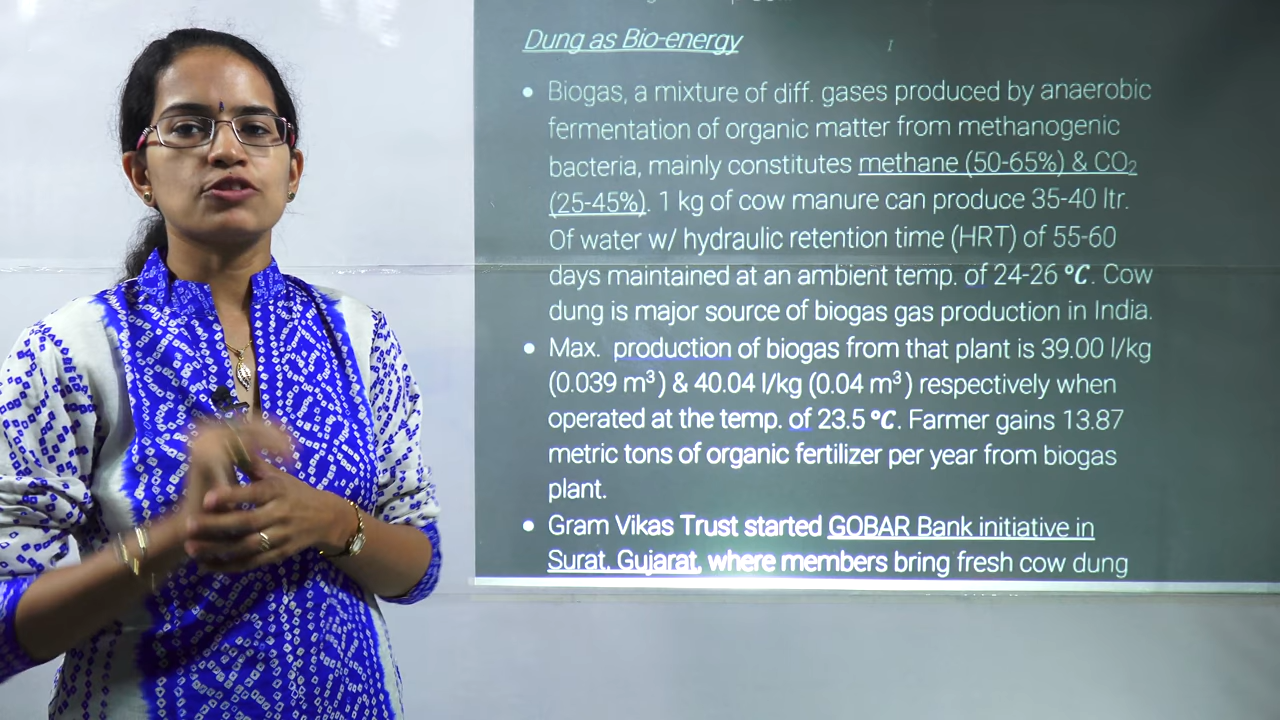 Dung as Bio-energy
• Biogas, a mixture of diff. gases produced by anaerobic
fermentation of organic matter from methanogenic
bacteria, mainly constitutes methane (50-65%) & CO₂
(25-45%). 1 kg of cow manure can produce 35-40 ltr.
Of water w/ hydraulic retention time (HRT) of 55-60
days maintained at an ambient temp. of 24-26 °C. Cow
dung is major source of biogas gas production in India.
• Max. production of biogas from that plant is 39.00 l/kg
(0.039 m³) & 40.04 l/kg (0.04 m³) respectively when
operated at the temp. of 23.5 °C. Farmer gains 13.87
metric tons of organic fertilizer per year from biogas
plant.
• Gram Vikas Trust started GOBAR Bank initiative in
Surat, Gujarat, where members bring fresh cow dung